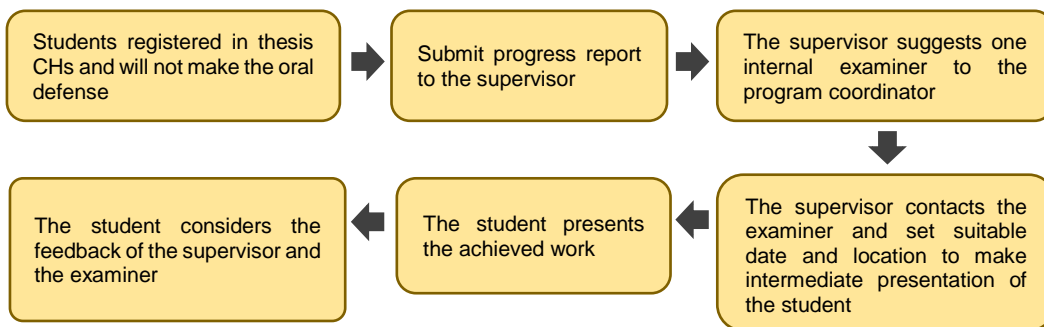 Students registered in thesis
CHs and will not make the oral
defense
Submit progress report
to the supervisor
The supervisor suggests one
internal examiner to the
program coordinator
The supervisor contacts the
examiner and set suitable
date and location to make
intermediate presentation of
the student
The student presents
the achieved work
The student considers the
feedback of the supervisor and
the examiner